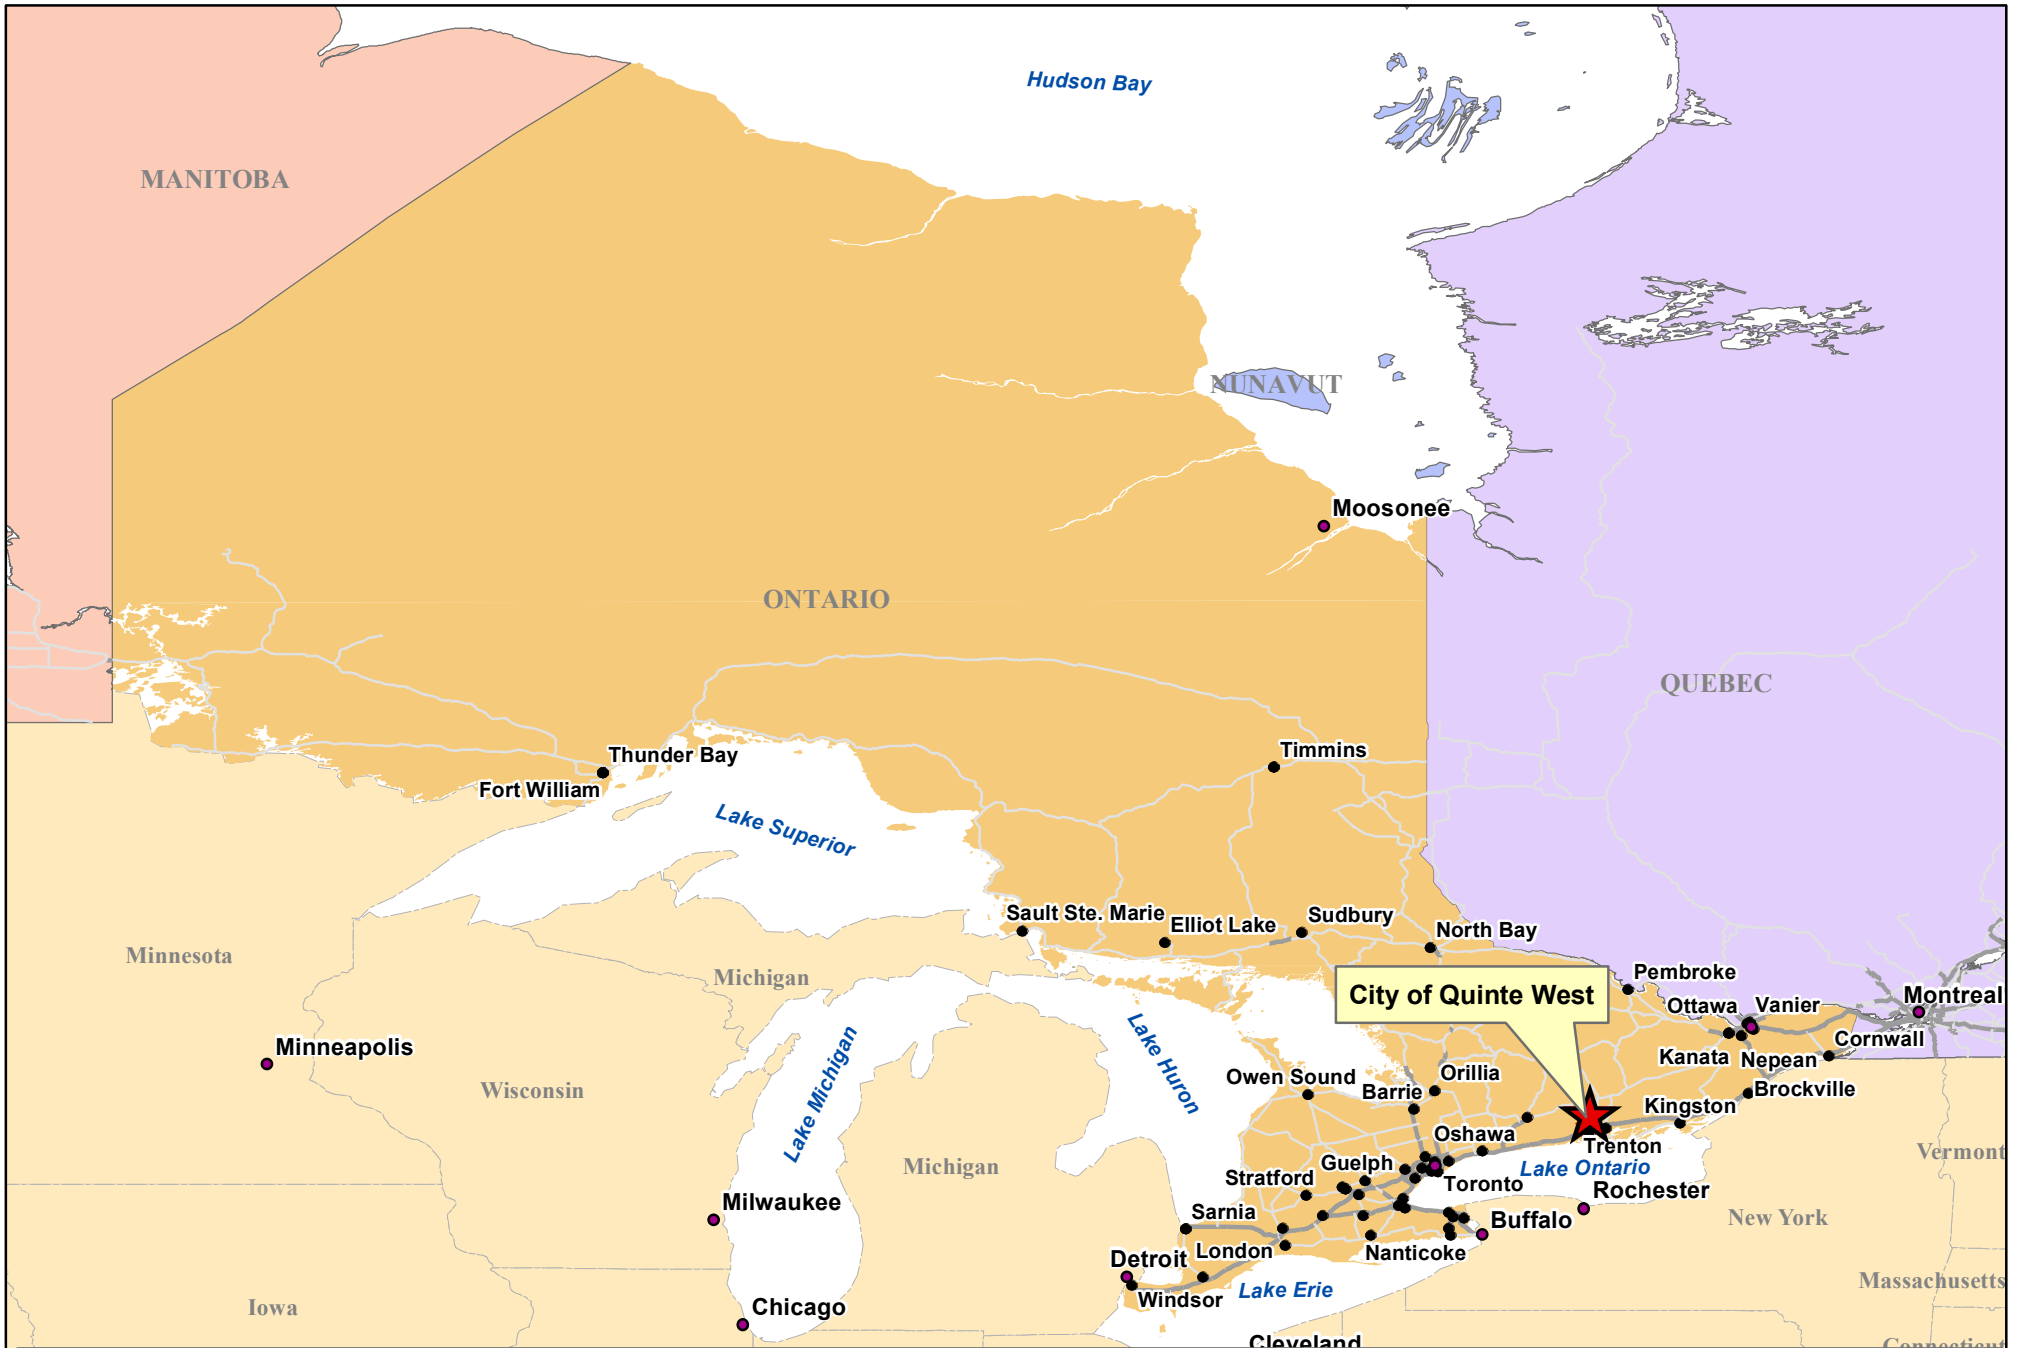 Hudson Bay
MANITOBA
NUNAVUT
Moosonee
ONTARIO
QUEBEC
Thunder Bay
Timmins
Fort William
Lake Superior
Sault Ste. Marie
Elliot Lake
Sudbury
North Bay
Minnesota
Michigan
Pembroke
City of Quinte West
Ottawa
Vanier
Montreal
Lake Michigan
Lake Huron
Minneapolis
Kanata
Nepean
Cornwall
Wisconsin
Owen Sound
Orillia
Barrie
Brockville
Kingston
Oshawa
Trenton
Vermont
Michigan
Guelph
Lake Ontario
Stratford
Toronto
Rochester
Milwaukee
Sarnia
Buffalo
New York
Detroit
London
Nanticoke
Massachusetts
Windsor
Lake Erie
Iowa
Chicago
Cleveland
Connecticut